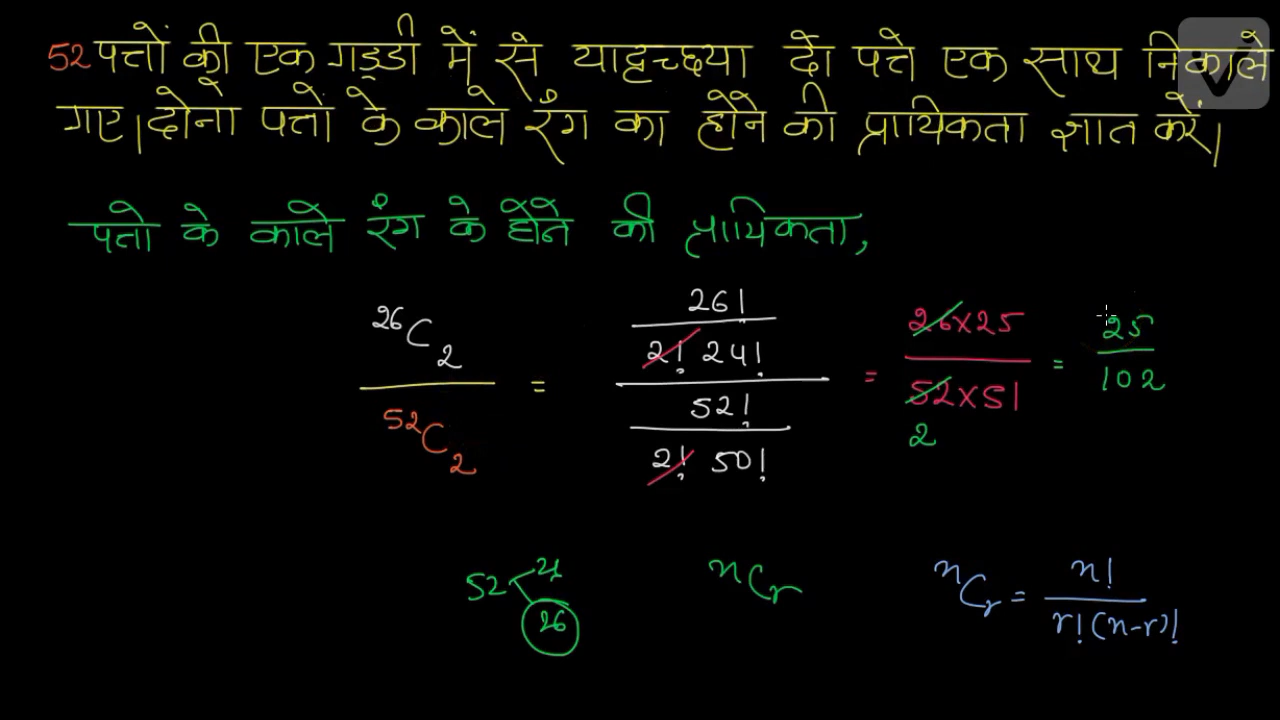 52 पत्तों की एक गड्डी में से याद्दच्छया दो पत्ते एक साथ निकाले
गए। दोनो पत्तो के काले रंग का होने की प्रायिकता ज्ञात करें।
पत्तो के काले रंग के होने की प्रायिकता,
²⁶C₂ / ⁵²C₂ = (26! / 2! 24!) / (52! / 2! 50!) = 26×25 / 52×51 = 25 / 102
2
52 < 26
ⁿCᵣ
ⁿCᵣ = n! / r!(n-r)!